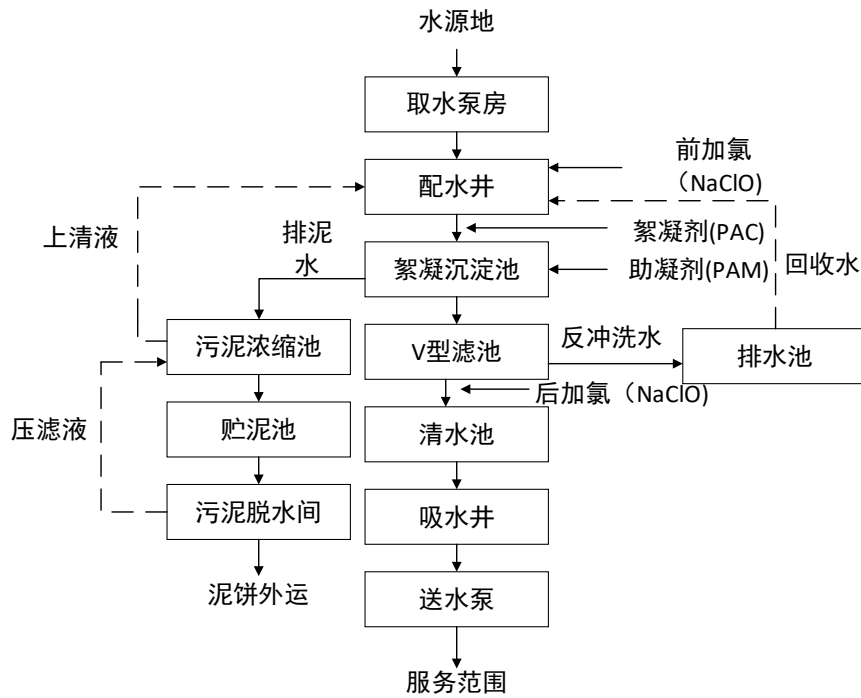 水源地
取水泵房
前加氯
（NaClO)
配水井
上清液
排泥
水
絮凝剂(PAC)
絮凝沉淀池
助凝剂(PAM)
回收水
污泥浓缩池
V型滤池
反冲洗水
排水池
后加氯（NaClO)
压滤液
贮泥池
清水池
污泥脱水间
吸水井
泥饼外运
送水泵
服务范围